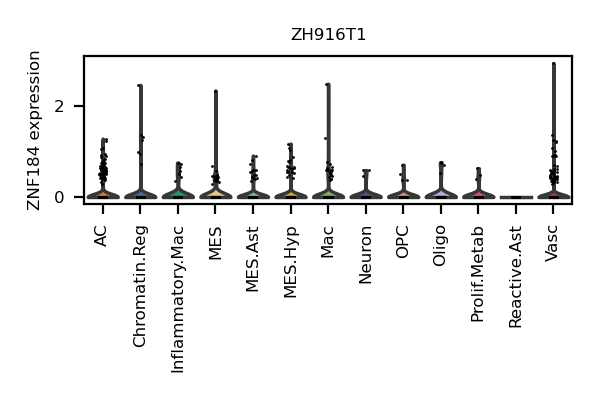 ZH916T1
ZNF184 expression
2
0
AC
Chromatin.Reg
Inflammatory.Mac
MES
MES.Ast
MES.Hyp
Mac
Neuron
OPC
Oligo
Prolif.Metab
Reactive.Ast
Vasc